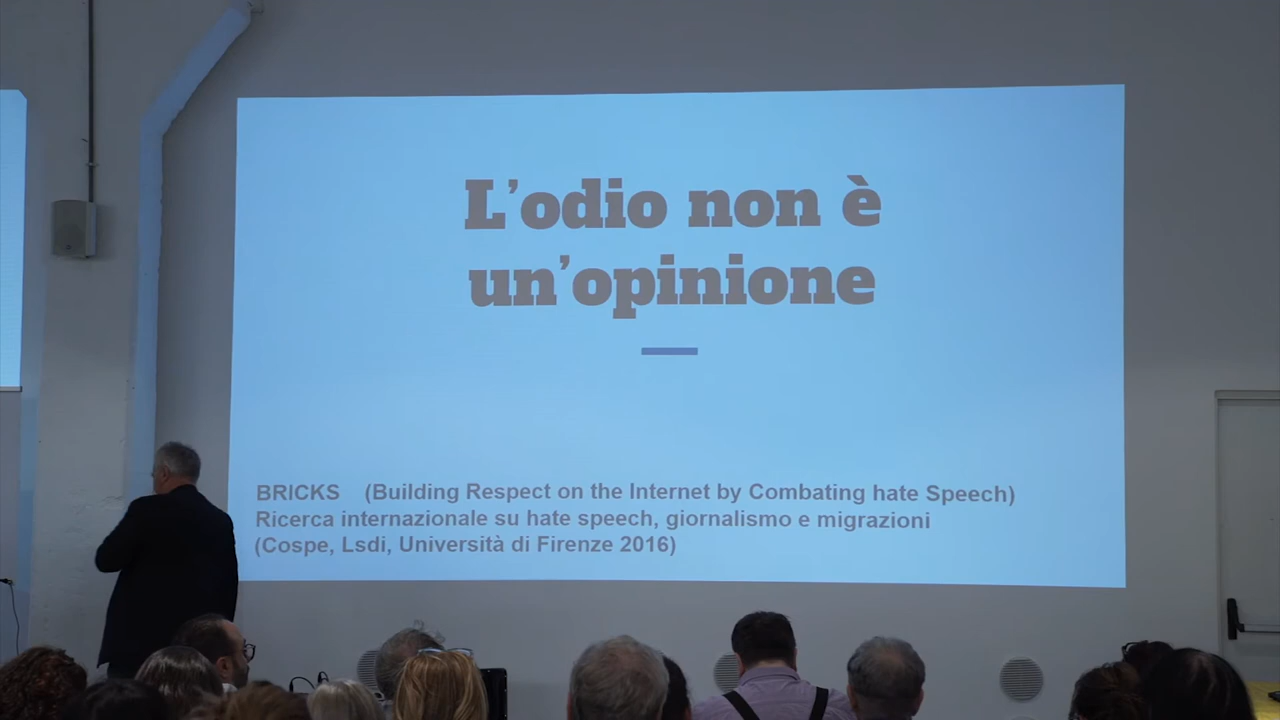 L'odio non è
un'opinione
BRICKS (Building Respect on the Internet by Combating hate Speech)
Ricerca internazionale su hate speech, giornalismo e migrazioni
(Cospe, Lsdi, Università di Firenze 2016)